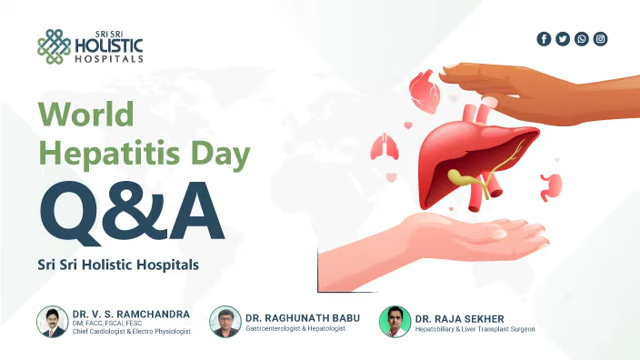 SRI SRI
HOLISTIC
HOSPITALS
World
Hepatitis Day
Q&A
Sri Sri Holistic Hospitals
DR. V. S. RAMCHANDRA
DM, FACC, FSCAI, FESC
Chief Cardiologist & Electro Physiologist
DR. RAGHUNATH BABU
Gastroenterologist & Hepatologist
DR. RAJA SEKHER
Hepatobiliary & Liver Transplant Surgeon